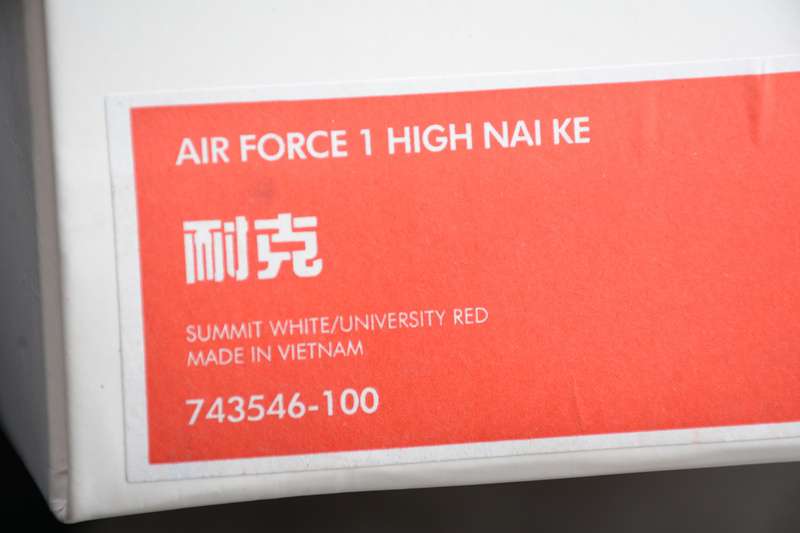 AIR FORCE 1 HIGH NAI KE
耐克
SUMMIT WHITE/UNIVERSITY RED
MADE IN VIETNAM
743546-100